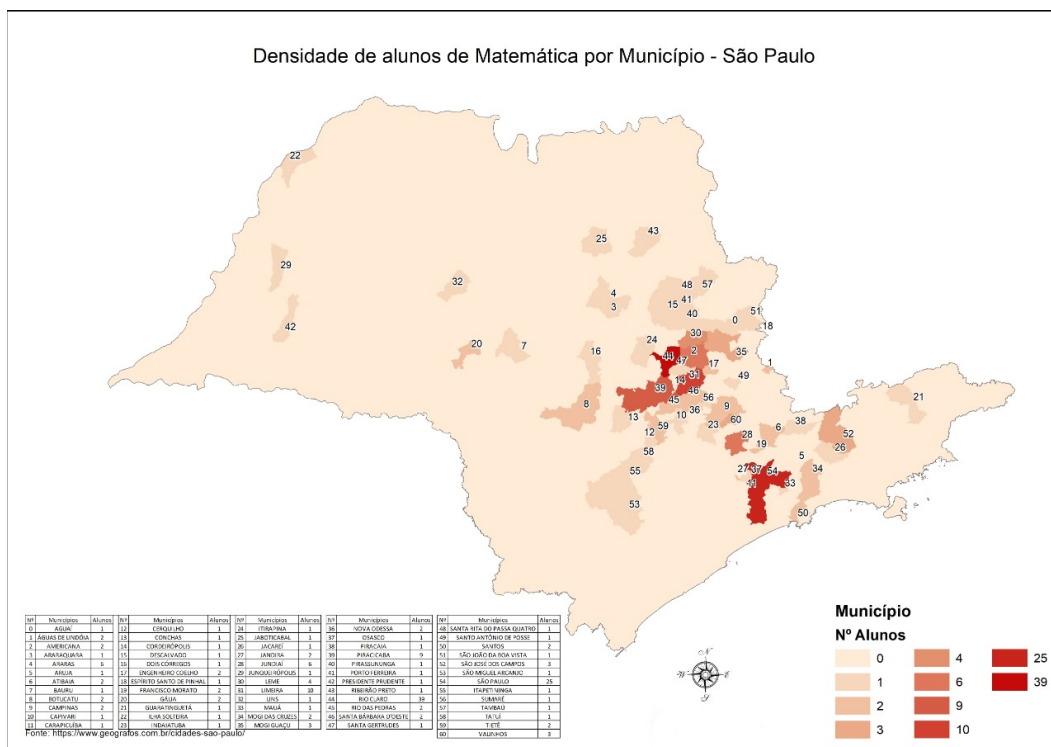 Densidade de alunos de Matemática por Município - São Paulo
22
43
25
29
32
4
3
48
57
15
41
40
51
0
18
42
20
7
16
24
30
2
44
47
35
1
17
31
14
46
49
39
45
56
8
13
10
36
9
60
21
12
59
23
28
6
38
52
19
26
58
5
55
27
37
54
11
33
34
53
50
N
S
Município
Nº Alunos
0
1
2
3
4
6
9
10
25
39
Nº Municípios Alunos
0 AGUAÍ 1
1 ÁGUAS DE LINDÓIA 2
2 AMERICANA 2
3 ARARAQUARA 1
4 ARARAS 6
5 ARUJA 1
6 ATIBAIA 2
7 BAURU 1
8 BOTUCATU 2
9 CAMPINAS 2
10 CAPIVARI 1
11 CARAPICUÍBA 1
Nº Municípios Alunos
12 CERQUILHO 1
13 CONCHAS 1
14 CORDEIRÓPOLIS 1
15 DESCALVADO 1
16 DOIS CÓRREGOS 1
17 ENGENHEIRO COELHO 2
18 ESPÍRITO SANTO DE PINHAL 1
19 FRANCISCO MORATO 2
20 GÁLIA 2
21 GUARATINGUETÁ 1
22 ILHA SOLTEIRA 1
23 INDAIATUBA 1
Nº Municípios Alunos
24 ITIRAPINA 1
25 JABOTICABAL 1
26 JACAREÍ 1
27 JANDIRA 2
28 JUNDIAÍ 6
29 JUNQUEIRÓPOLIS 1
30 LEME 4
31 LIMEIRA 10
32 LINS 1
33 MAUÁ 1
34 MOGI DAS CRUZES 2
35 MOGI GUAÇU 3
Nº Municípios Alunos
36 NOVA ODESSA 2
37 OSASCO 1
38 PIRACAIA 1
39 PIRACICABA 9
40 PIRASSUNUNGA 1
41 PORTO FERREIRA 1
42 PRESIDENTE PRUDENTE 1
43 RIBEIRÃO PRETO 1
44 RIO CLARO 39
45 RIO DAS PEDRAS 2
46 SANTA BÁRBARA D'OESTE 2
47 SANTA GERTRUDES 1
Nº Municípios Alunos
48 SANTA RITA DO PASSA QUATRO 1
49 SANTO ANTÔNIO DE POSSE 1
50 SANTOS 2
51 SÃO JOÃO DA BOA VISTA 1
52 SÃO JOSÉ DOS CAMPOS 3
53 SÃO MIGUEL ARCANJO 1
54 SÃO PAULO 25
55 ITAPETININGA 1
56 SUMARÉ 1
57 TAMBAÚ 1
58 TATUÍ 1
59 TIETÊ 2
60 VALINHOS 3
Fonte: https://www.geografos.com.br/cidades-sao-paulo/